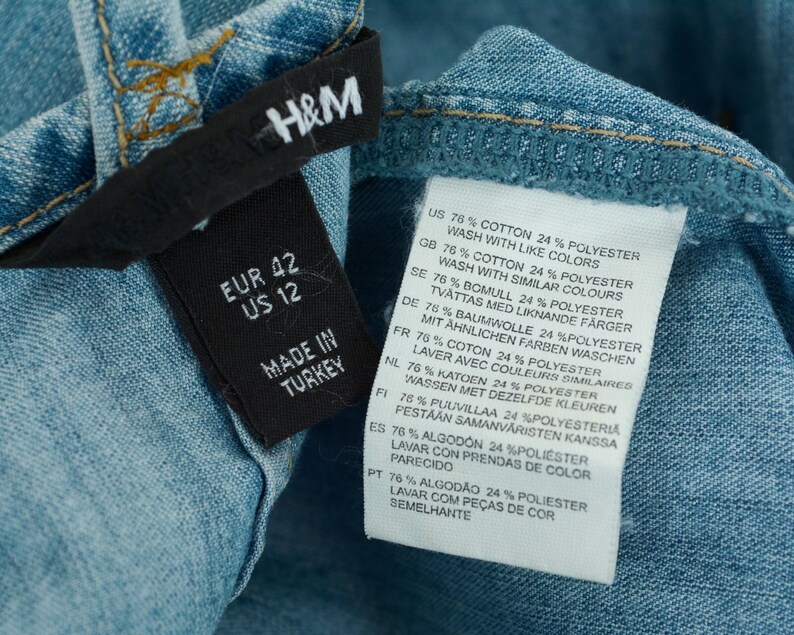 H&M
EUR 42
US 12
MADE IN
TURKEY
US 76 % COTTON 24 % POLYESTER
WASH WITH LIKE COLORS
GB 76 % COTTON 24 % POLYESTER
WASH WITH SIMILAR COLOURS
SE 76 % BOMULL 24 % POLYESTER
TVÄTTAS MED LIKNANDE FÄRGER
DE 76 % BAUMWOLLE 24 % POLYESTER
MIT ÄHNLICHEN FARBEN WASCHEN
FR 76 % COTON 24 % POLYESTER
LAVER AVEC COULEURS SIMILAIRES
NL 76 % KATOEN 24 % POLYESTER
WASSEN MET DEZELFDE KLEUREN
FI 76 % PUUVILLAA 24 %POLYESTERIÄ
PESTÄÄN SAMANVÄRISTEN KANSSA
ES 76 % ALGODÓN 24 %POLIÉSTER
LAVAR CON PRENDAS DE COLOR
PARECIDO
PT 76 % ALGODÃO 24 % POLIESTER
LAVAR COM PEÇAS DE COR
SEMELHANTE